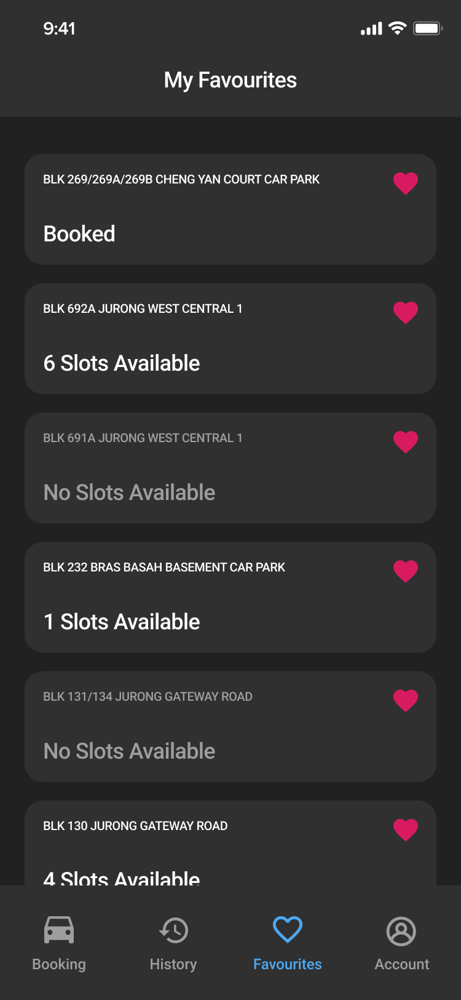 9:41
My Favourites
BLK 269/269A/269B CHENG YAN COURT CAR PARK
Booked
BLK 692A JURONG WEST CENTRAL 1
6 Slots Available
BLK 691A JURONG WEST CENTRAL 1
No Slots Available
BLK 232 BRAS BASAH BASEMENT CAR PARK
1 Slots Available
BLK 131/134 JURONG GATEWAY ROAD
No Slots Available
BLK 130 JURONG GATEWAY ROAD
4 Slots Available
Booking History Favourites Account